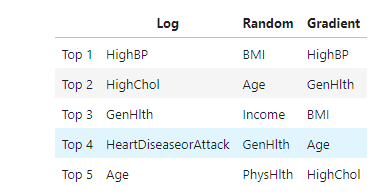 Log Random Gradient
Top 1 HighBP BMI HighBP
Top 2 HighChol Age GenHlth
Top 3 GenHlth Income BMI
Top 4 HeartDiseaseorAttack GenHlth Age
Top 5 Age PhysHlth HighChol